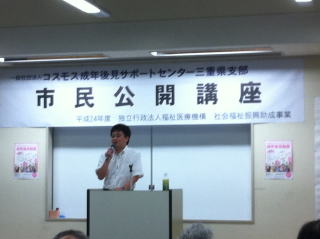 一般社団法人 コスモス成年後見サポートセンター三重県支部
市民公開講座
平成24年度 独立行政法人福祉医療機構 社会福祉振興助成事業